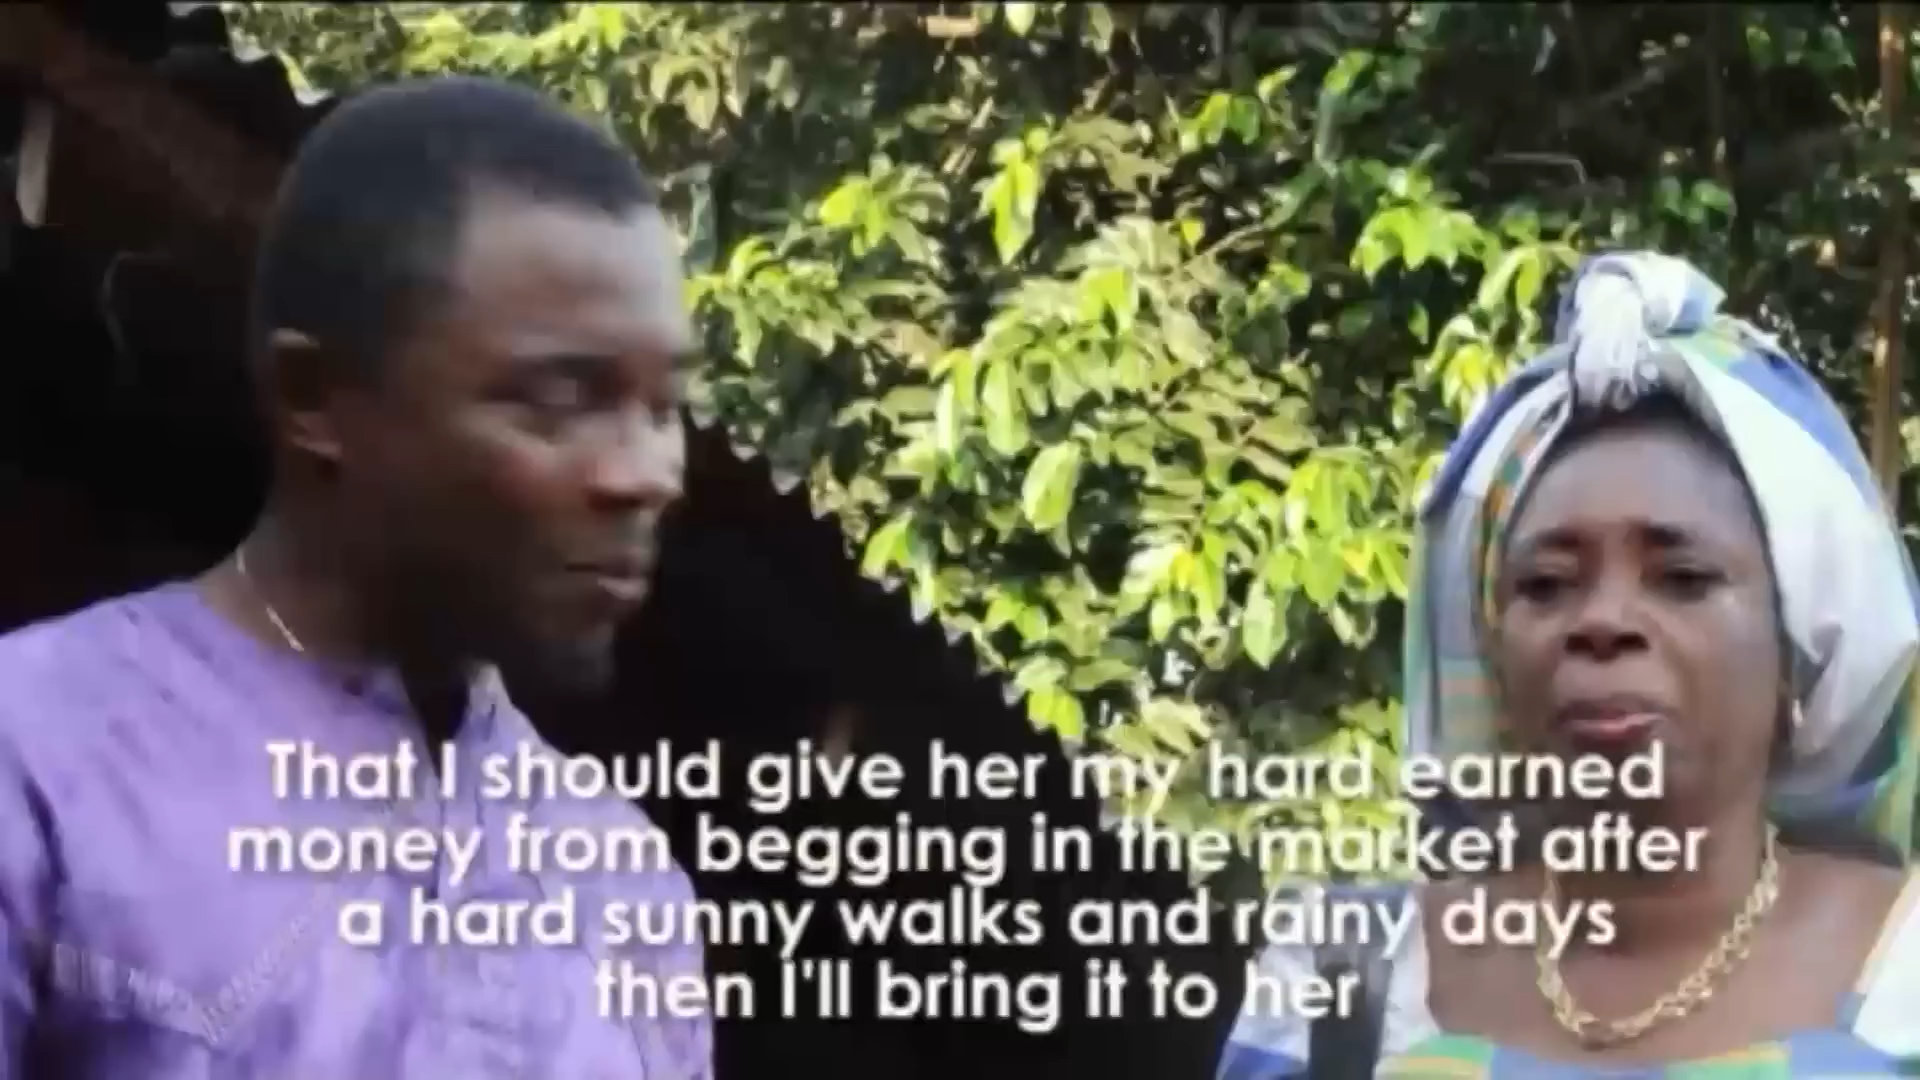 That I should give her my hard earned
money from begging in the market after
a hard sunny walks and rainy days
then I'll bring it to her